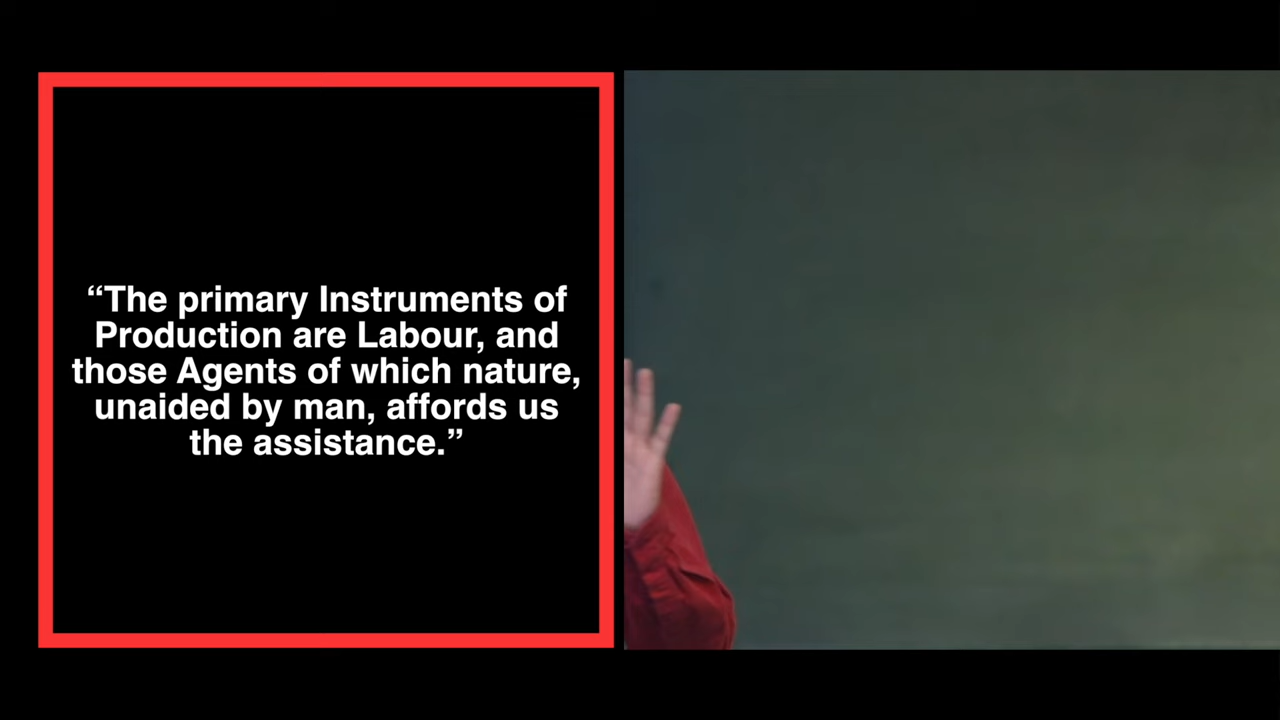 “The primary Instruments of
Production are Labour, and
those Agents of which nature,
unaided by man, affords us
the assistance.”